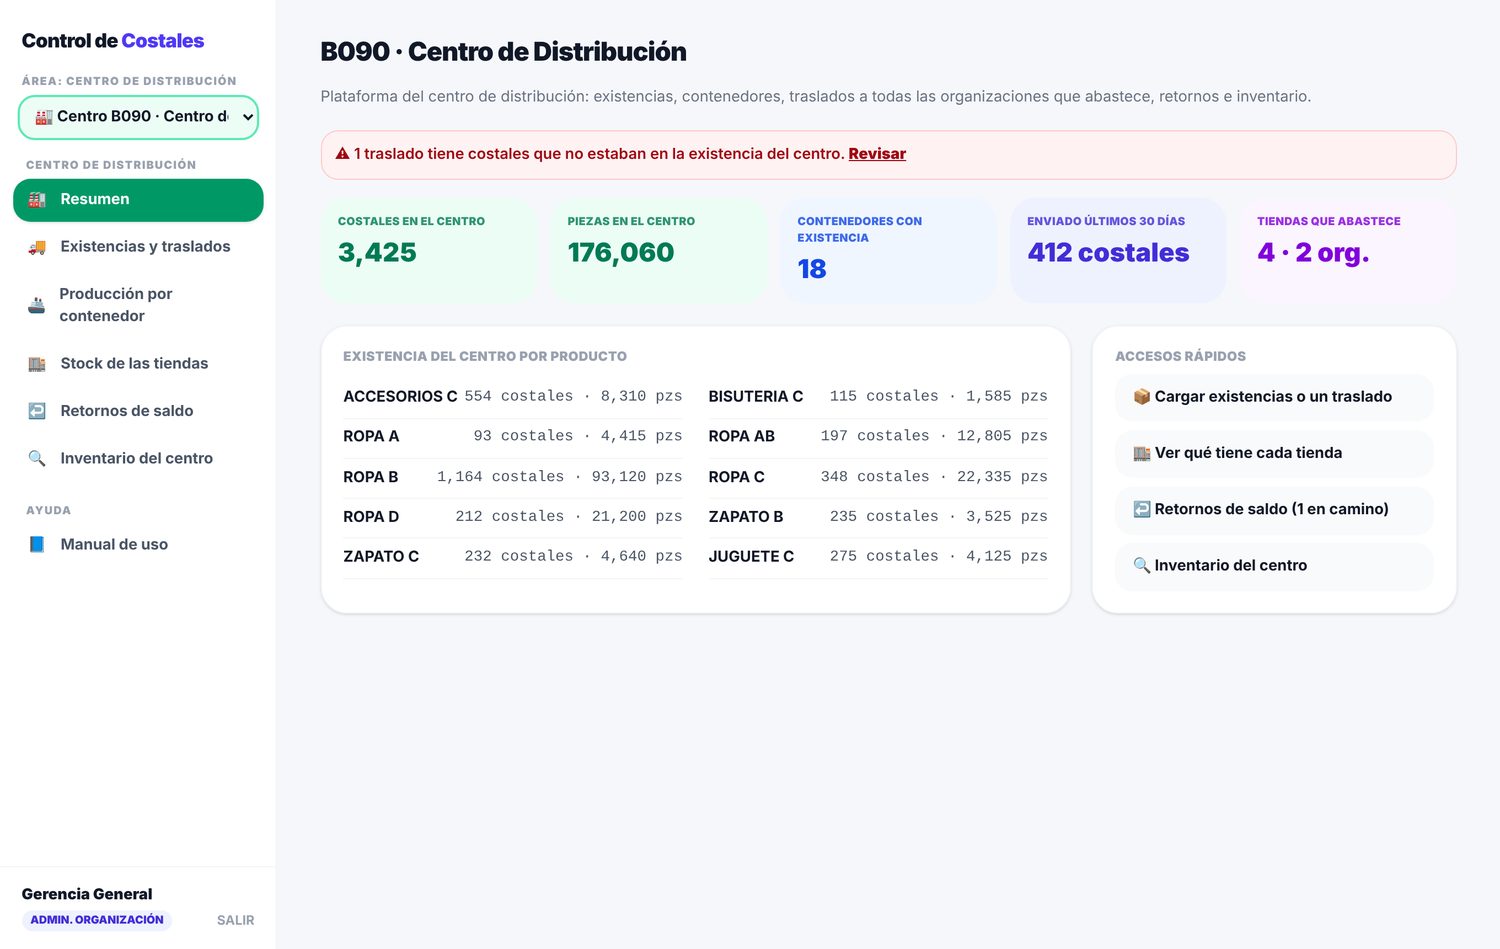 Control de Costales
ÁREA: CENTRO DE DISTRIBUCIÓN
Centro B090 · Centro d
CENTRO DE DISTRIBUCIÓN
Resumen
Existencias y traslados
Producción por
contenedor
Stock de las tiendas
Retornos de saldo
Inventario del centro
AYUDA
Manual de uso
Gerencia General
ADMIN. ORGANIZACIÓN
SALIR
B090 · Centro de Distribución
Plataforma del centro de distribución: existencias, contenedores, traslados a todas las organizaciones que abastece, retornos e inventario.
⚠ 1 traslado tiene costales que no estaban en la existencia del centro. Revisar
COSTALES EN EL CENTRO
3,425
PIEZAS EN EL CENTRO
176,060
CONTENEDORES CON
EXISTENCIA
18
ENVIADO ÚLTIMOS 30 DÍAS
412 costales
TIENDAS QUE ABASTECE
4 · 2 org.
EXISTENCIA DEL CENTRO POR PRODUCTO
ACCESORIOS C 554 costales · 8,310 pzs
BISUTERIA C 115 costales · 1,585 pzs
ROPA A 93 costales · 4,415 pzs
ROPA AB 197 costales · 12,805 pzs
ROPA B 1,164 costales · 93,120 pzs
ROPA C 348 costales · 22,335 pzs
ROPA D 212 costales · 21,200 pzs
ZAPATO B 235 costales · 3,525 pzs
ZAPATO C 232 costales · 4,640 pzs
JUGUETE C 275 costales · 4,125 pzs
ACCESOS RÁPIDOS
Cargar existencias o un traslado
Ver qué tiene cada tienda
Retornos de saldo (1 en camino)
Inventario del centro